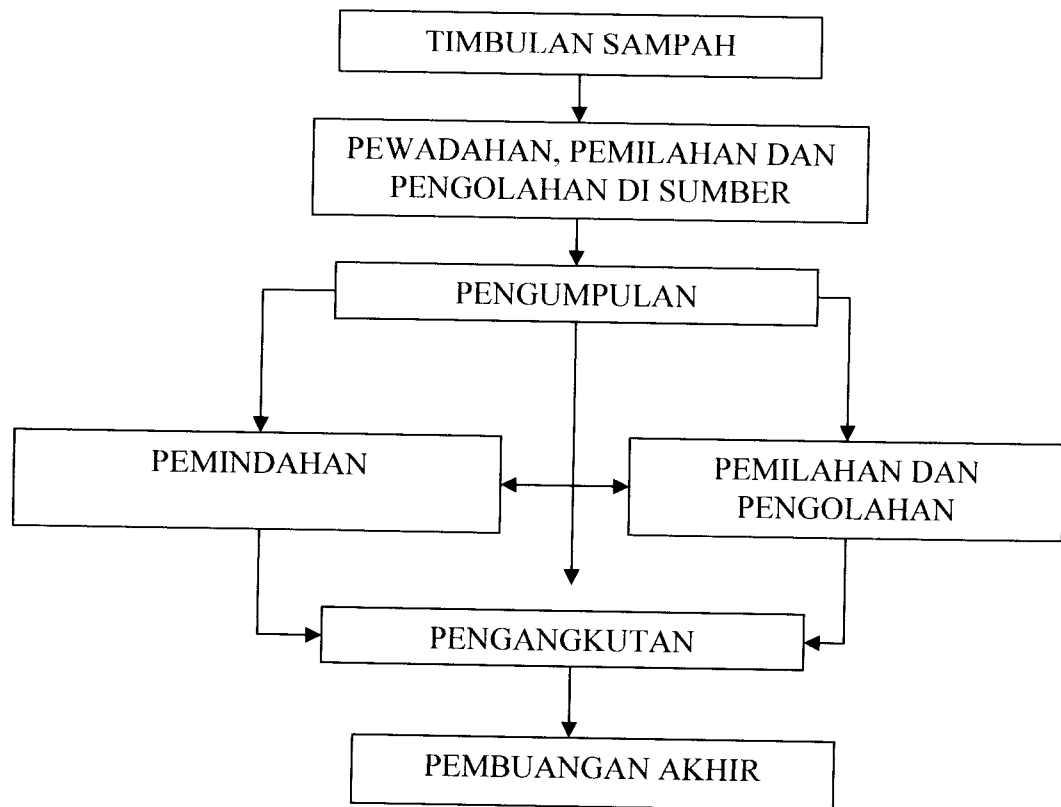 TIMBULAN SAMPAH
PEWADAHAN, PEMILAHAN DAN
PENGOLAHAN DI SUMBER
PENGUMPULAN
PEMINDAHAN
PEMILAHAN DAN
PENGOLAHAN
PENGANGKUTAN
PEMBUANGAN AKHIR